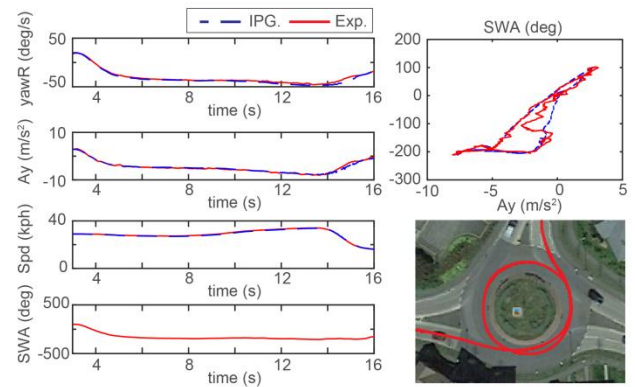 IPG. Exp.
yawR (deg/s)
50
-50
4 8 12 16
time (s)
Ay (m/s²)
10
-10
4 8 12 16
time (s)
Spd (kph)
40
0
4 8 12 16
time (s)
SWA (deg)
500
-500
4 8 12 16
time (s)
SWA (deg)
200
100
0
-100
-200
-300
-10 -5 0 5
Ay (m/s²)